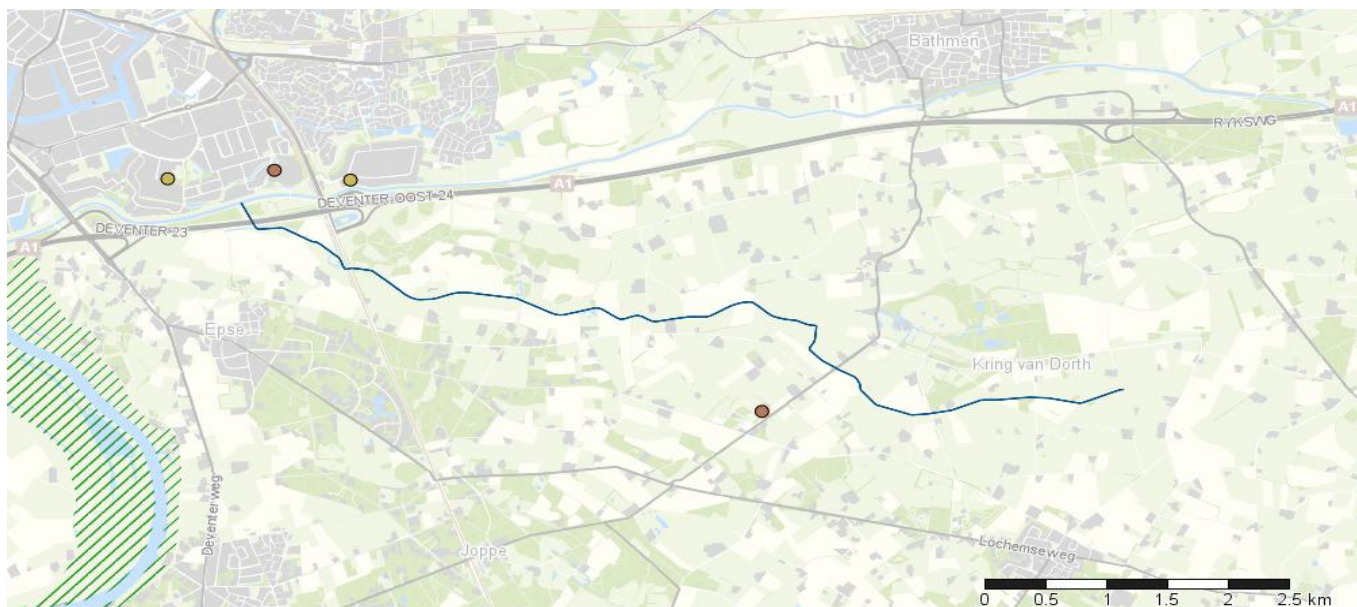 Bathmen
A1
RYKSWG
A1
DEVENTER OOST 24
DEVENTER 23
A1
Epse
Kring van Dorth
Deventerweg
Joppe
Lochemseweg
0 0.5 1 1.5 2 2.5 km